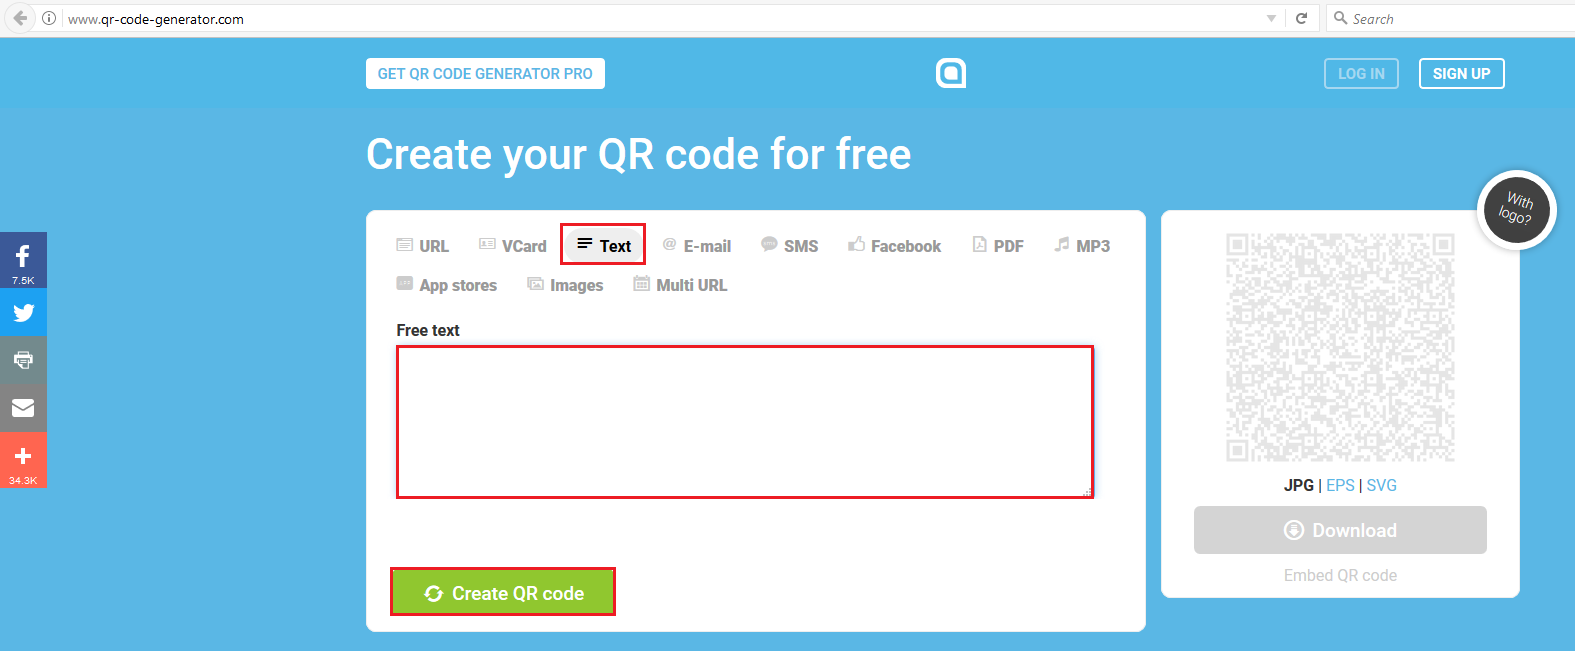 www.qr-code-generator.com
Search
GET QR CODE GENERATOR PRO
LOG IN
SIGN UP
Create your QR code for free
With
logo?
7.5K
34.3K
URL
VCard
Text
E-mail
SMS
Facebook
PDF
MP3
App stores
Images
Multi URL
Free text
Create QR code
JPG | EPS | SVG
Download
Embed QR code